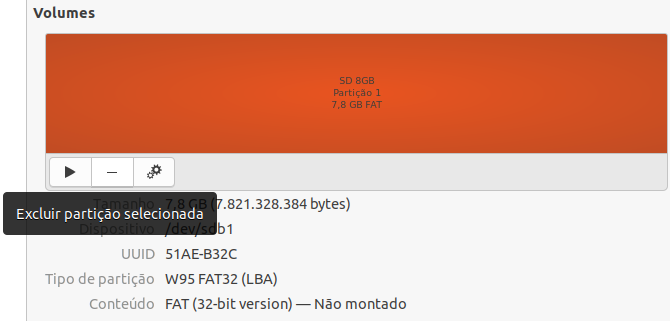 Volumes
SD 8GB
Partição 1
7,8 GB FAT
Tamanho 7,8 GB (7.821.328.384 bytes)
Excluir partição selecionada
Dispositivo /dev/sdb1
UUID 51AE-B32C
Tipo de partição W95 FAT32 (LBA)
Conteúdo FAT (32-bit version) — Não montado